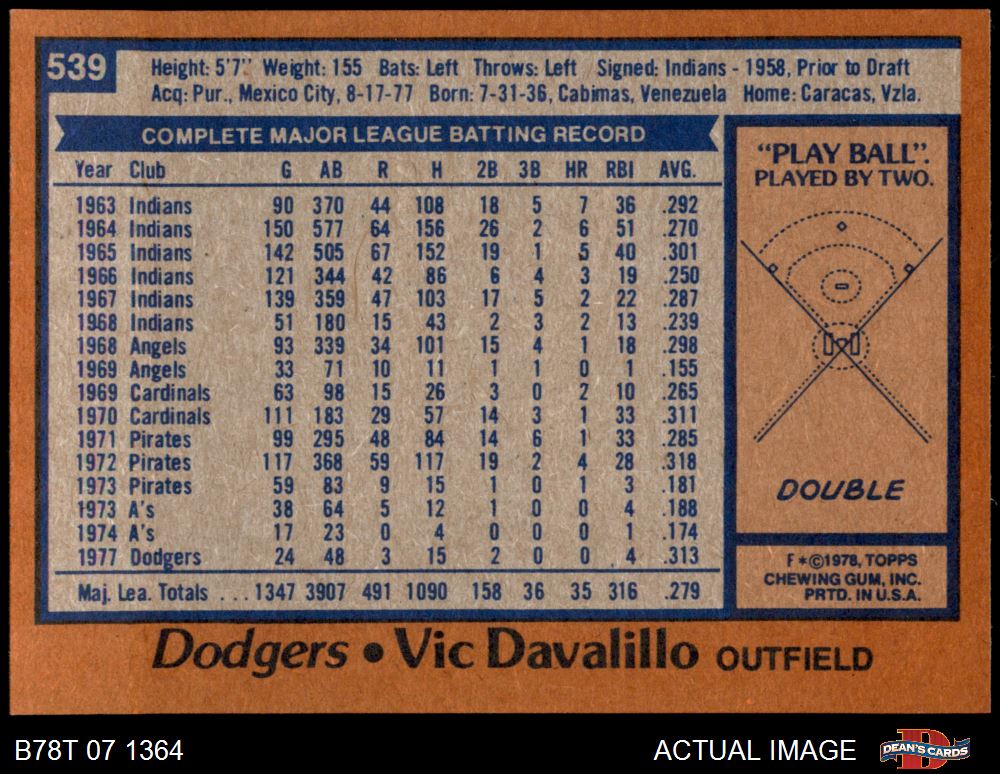 539
Height: 5'7" Weight: 155 Bats: Left Throws: Left Signed: Indians - 1958, Prior to Draft
Acq: Pur., Mexico City, 8-17-77 Born: 7-31-36, Cabimas, Venezuela Home: Caracas, Vzla.
COMPLETE MAJOR LEAGUE BATTING RECORD
Year Club G AB R H 2B 3B HR RBI AVG.
1963 Indians 90 370 44 108 18 5 7 36 .292
1964 Indians 150 577 64 156 26 2 6 51 .270
1965 Indians 142 505 67 152 19 1 5 40 .301
1966 Indians 121 344 42 86 6 4 3 19 .250
1967 Indians 139 359 47 103 17 5 2 22 .287
1968 Indians 51 180 15 43 2 3 2 13 .239
1968 Angels 93 339 34 101 15 4 1 18 .298
1969 Angels 33 71 10 11 1 1 0 1 .155
1969 Cardinals 63 98 15 26 3 0 2 10 .265
1970 Cardinals 111 183 29 57 14 3 1 33 .311
1971 Pirates 99 295 48 84 14 6 1 33 .285
1972 Pirates 117 368 59 117 19 2 4 28 .318
1973 Pirates 59 83 9 15 1 0 1 3 .181
1973 A's 38 64 5 12 1 0 0 4 .188
1974 A's 17 23 0 4 0 0 0 1 .174
1977 Dodgers 24 48 3 15 2 0 0 4 .313
Maj. Lea. Totals ... 1347 3907 491 1090 158 36 35 316 .279
"PLAY BALL".
PLAYED BY TWO.
DOUBLE
F *©1978, TOPPS
CHEWING GUM, INC.
PRTD. IN U.S.A.
Dodgers • Vic Davalillo OUTFIELD
B78T 07 1364
ACTUAL IMAGE
DEAN'S CARDS